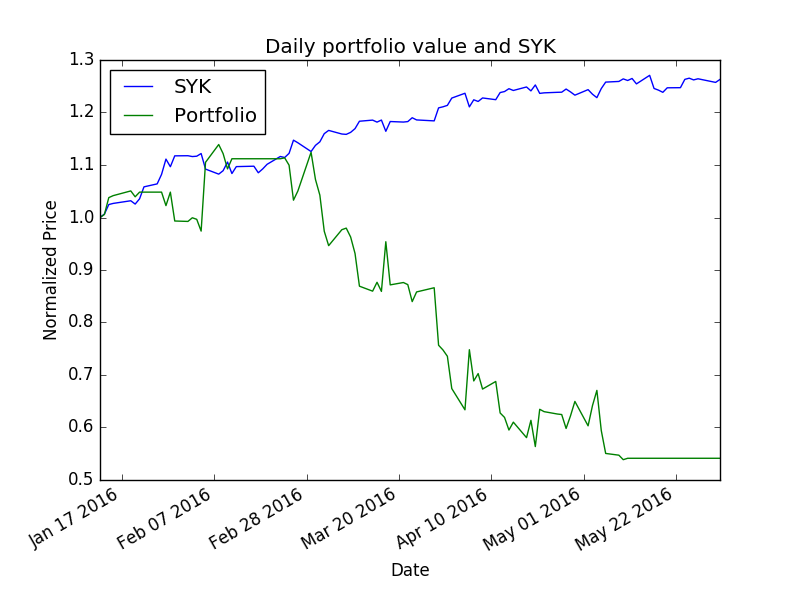 Daily portfolio value and SYK
SYK
Portfolio
1.3
1.2
1.1
1.0
0.9
0.8
0.7
0.6
0.5
Normalized Price
Jan 17 2016
Feb 07 2016
Feb 28 2016
Mar 20 2016
Apr 10 2016
May 01 2016
May 22 2016
Date